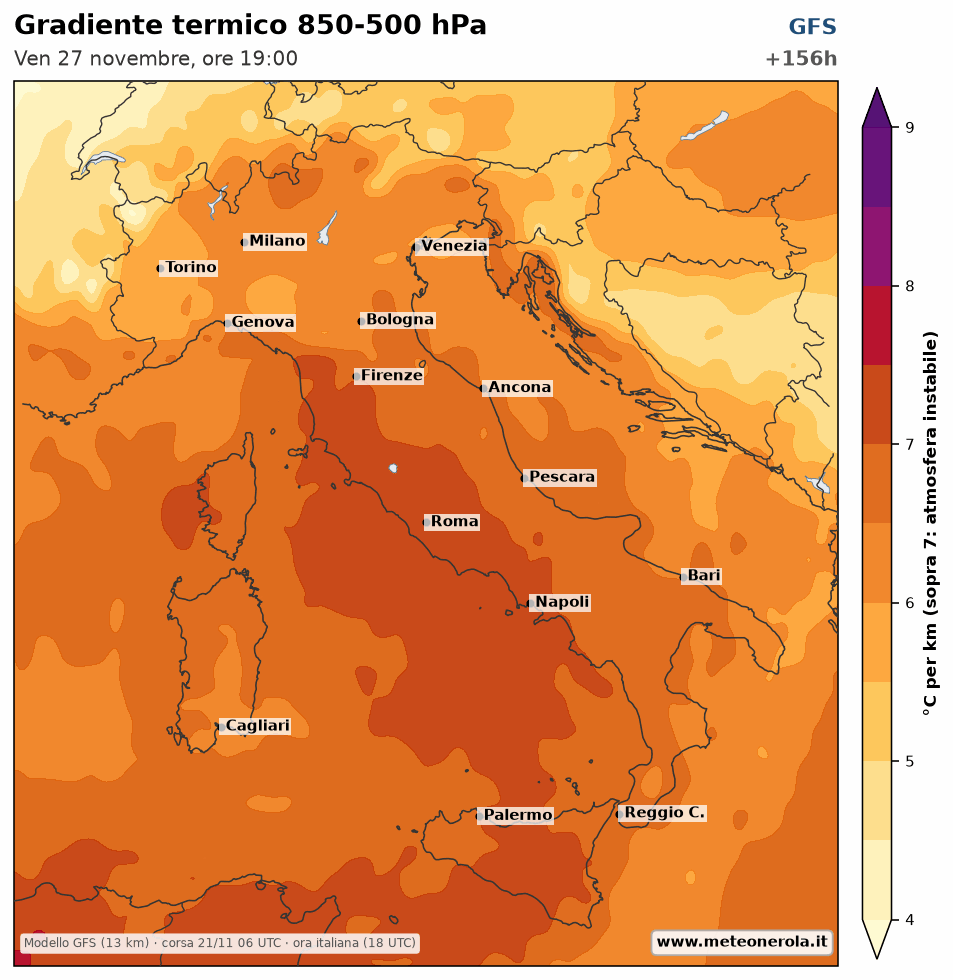 Gradiente termico 850-500 hPa
GFS
Ven 27 novembre, ore 19:00
+156h
Milano
Venezia
Torino
Genova
Bologna
Firenze
Ancona
Pescara
Roma
Bari
Napoli
Cagliari
Palermo
Reggio C.
9
8
7
6
5
4
°C per km (sopra 7: atmosfera instabile)
Modello GFS (13 km) · corsa 21/11 06 UTC · ora italiana (18 UTC)
www.meteonerola.it